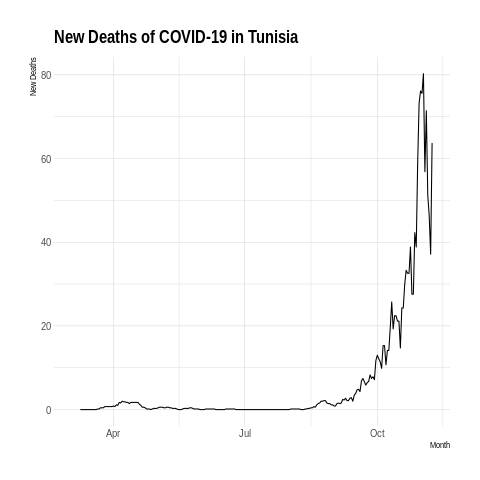 New Deaths of COVID-19 in Tunisia
New Deaths
80
60
40
20
0
Apr
Jul
Oct
Month